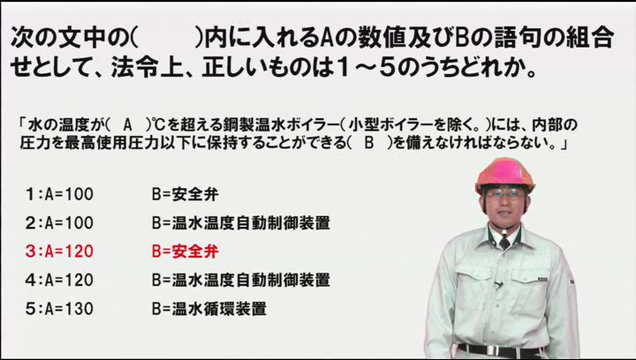 次の文中の(　　)内に入れるAの数値及びBの語句の組合
せとして、法令上、正しいものは１～５のうちどれか。
「水の温度が( A )℃を超える鋼製温水ボイラー(小型ボイラーを除く。)には、内部の
圧力を最高使用圧力以下に保持することができる( B )を備えなければならない。」
1:A=100 B=安全弁
2:A=100 B=温水温度自動制御装置
3:A=120 B=安全弁
4:A=120 B=温水温度自動制御装置
5:A=130 B=温水循環装置